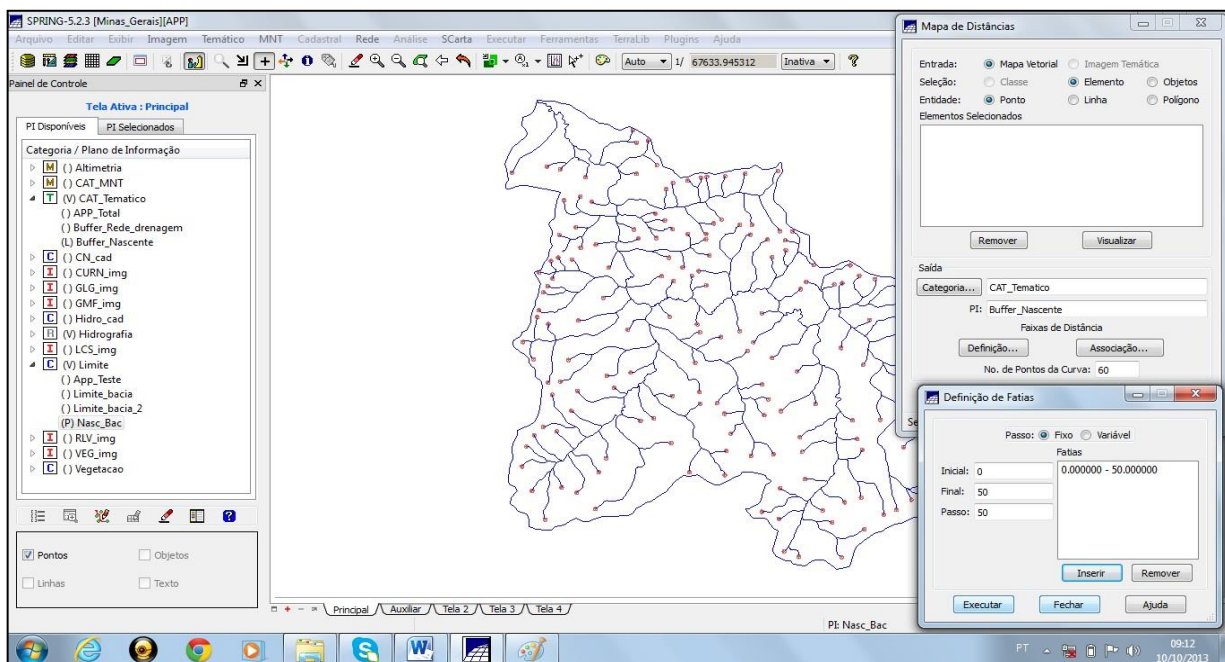 SPRING-5.2.3 [Minas_Gerais][APP]
Arquivo Editar Exibir Imagem Temático MNT Cadastral Rede Análise SCarta Executar Ferramentas TerraLib Plugins Ajuda
Auto 1/ 67633.945312 Inativa
Painel de Controle
Tela Ativa : Principal
PI Disponíveis PI Selecionados
Categoria / Plano de Informação
M () Altimetria
M () CAT_MNT
T (V) CAT_Tematico
() APP_Total
() Buffer_Rede_drenagem
(L) Buffer_Nascente
C () CN_cad
I () CURN_img
I () GLG_img
I () GMF_img
C () Hidro_cad
R (V) Hidrografia
I () LCS_img
C (V) Limite
() App_Teste
() Limite_bacia
() Limite_bacia_2
(P) Nasc_Bac
I () RLV_img
I () VEG_img
C () Vegetacao
Pontos Objetos
Linhas Texto
Principal Auxiliar Tela 2 Tela 3 Tela 4
PI: Nasc_Bac
Mapa de Distâncias
Entrada: Mapa Vetorial Imagem Temática
Seleção: Classe Elemento Objetos
Entidade: Ponto Linha Polígono
Elementos Selecionados
Remover Visualizar
Saída
Categoria... CAT_Tematico
PI: Buffer_Nascente
Faixas de Distância
Definição... Associação...
No. de Pontos da Curva: 60
Se
Definição de Fatias
Passo: Fixo Variável
Fatias
Inicial: 0 0.000000 - 50.000000
Final: 50
Passo: 50
Inserir Remover
Executar Fechar Ajuda
PT 09:12
10/10/2013